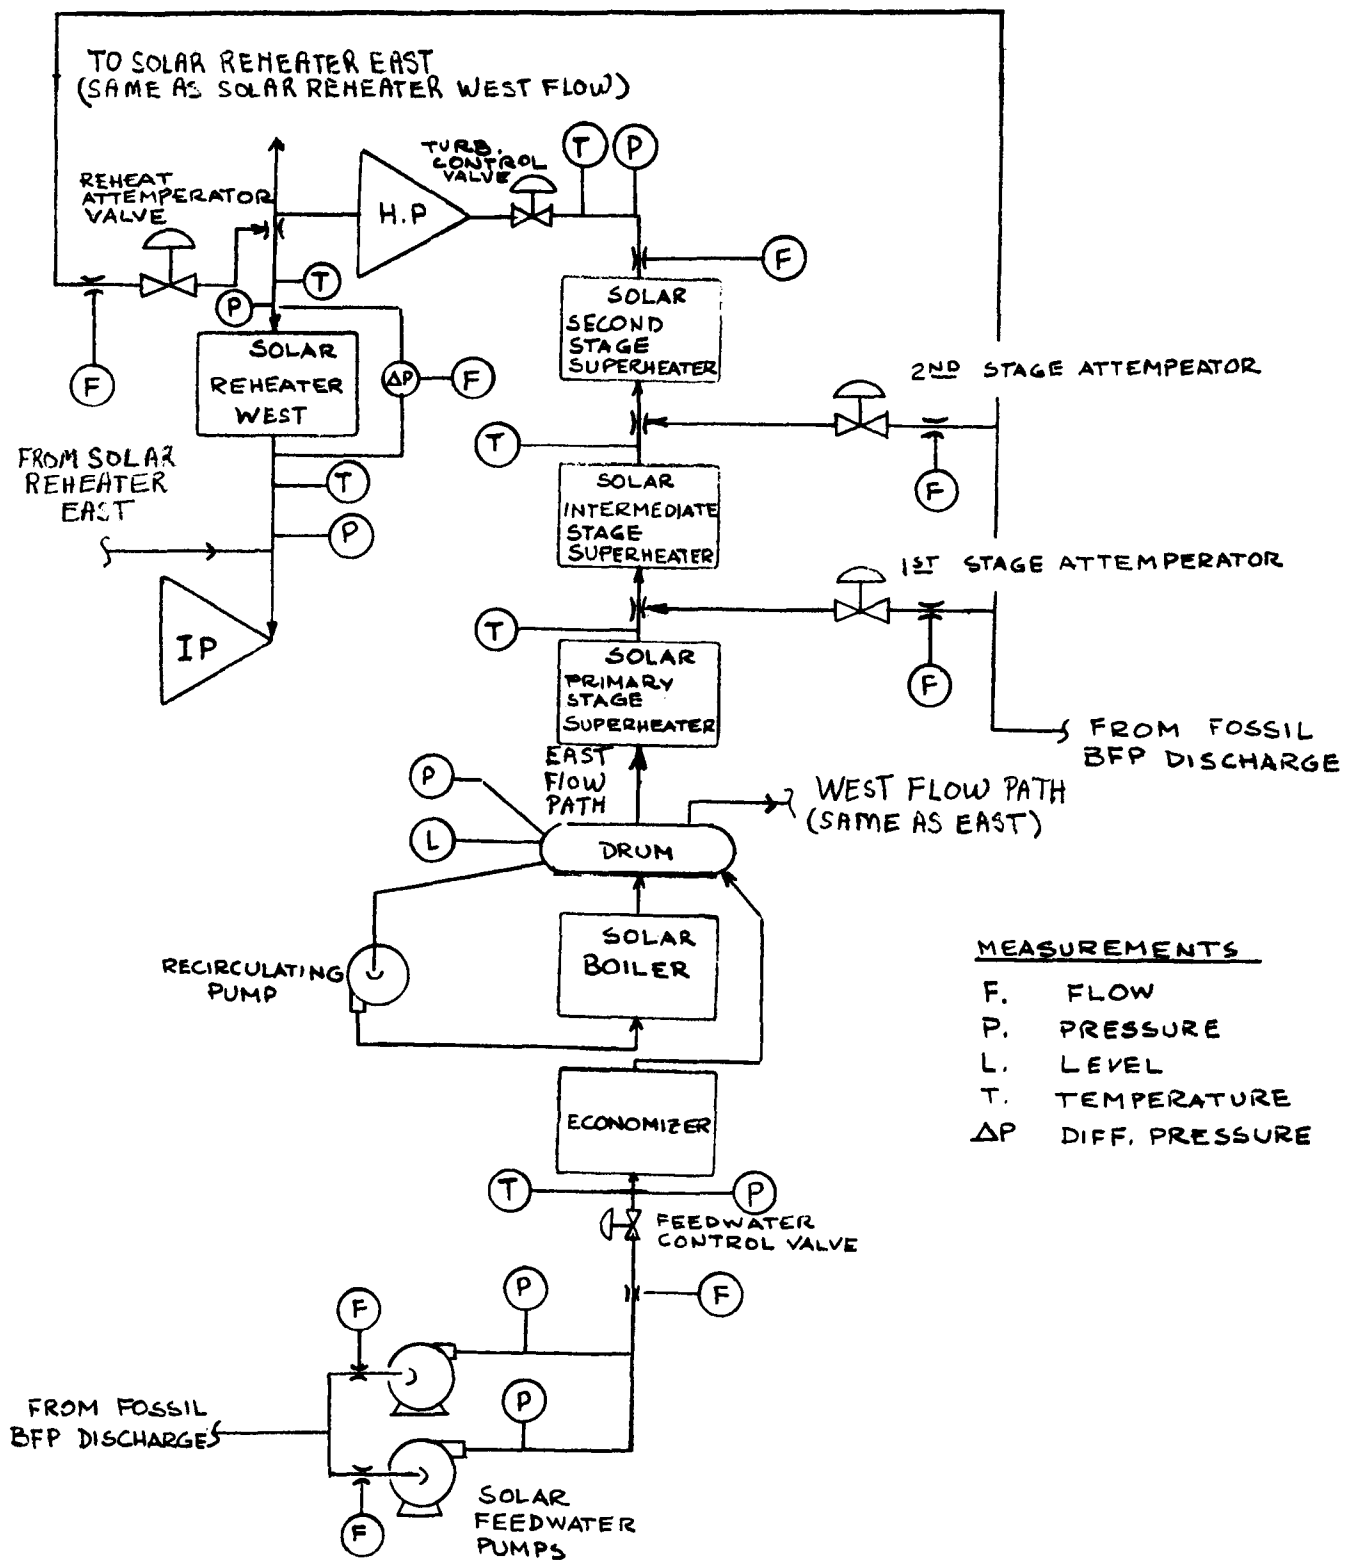 TO SOLAR REHEATER EAST
(SAME AS SOLAR REHEATER WEST FLOW)
REHEAT
ATTEMPERATOR
VALVE
H.P
TURB.
CONTROL
VALVE
T
P
F
T
P
F
SOLAR
REHEATER
WEST
ΔP
F
SOLAR
SECOND
STAGE
SUPERHEATER
2ND STAGE ATTEMPEATOR
F
T
FROM SOLAR
REHEATER
EAST
T
P
SOLAR
INTERMEDIATE
STAGE
SUPERHEATER
1ST STAGE ATTEMPERATOR
F
T
IP
SOLAR
PRIMARY
STAGE
SUPERHEATER
FROM FOSSIL
BFP DISCHARGE
EAST
FLOW
PATH
WEST FLOW PATH
(SAME AS EAST)
P
L
DRUM
RECIRCULATING
PUMP
SOLAR
BOILER
MEASUREMENTS
F. FLOW
P. PRESSURE
L. LEVEL
T. TEMPERATURE
ΔP DIFF. PRESSURE
ECONOMIZER
T
P
FEEDWATER
CONTROL VALVE
F
P
F
P
FROM FOSSIL
BFP DISCHARGE
F
SOLAR
FEEDWATER
PUMPS